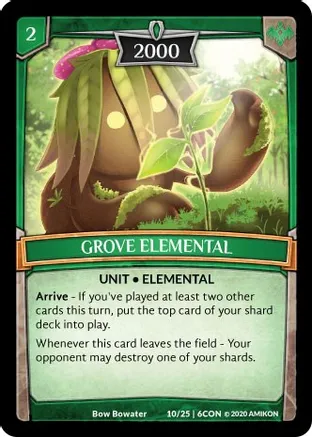 2
2000
GROVE ELEMENTAL
UNIT • ELEMENTAL
Arrive - If you've played at least two other
cards this turn, put the top card of your shard
deck into play.
Whenever this card leaves the field - Your
opponent may destroy one of your shards.
Bow Bowater 10/25 | 6CON © 2020 AMIKON